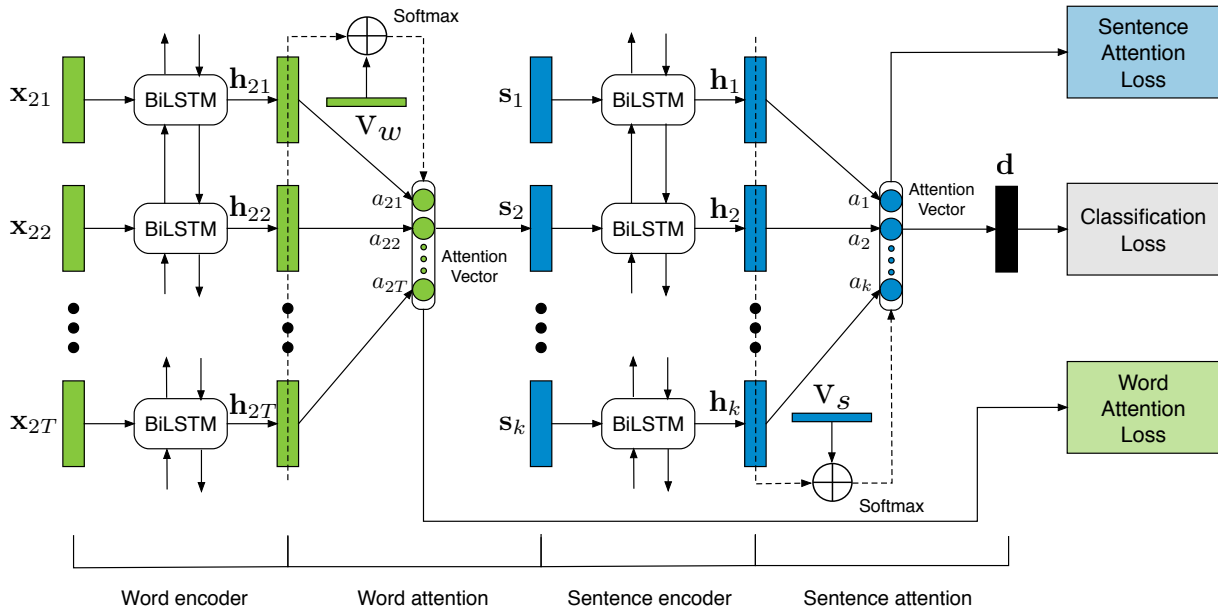 Softmax
Sentence
Attention
Loss
x21
BiLSTM
h21
Vw
s1
BiLSTM
h1
x22
BiLSTM
h22
a21
a22
a2T
Attention
Vector
s2
BiLSTM
h2
a1
a2
ak
Attention
Vector
d
Classification
Loss
x2T
BiLSTM
h2T
sk
BiLSTM
hk
Vs
Softmax
Word
Attention
Loss
Word encoder
Word attention
Sentence encoder
Sentence attention